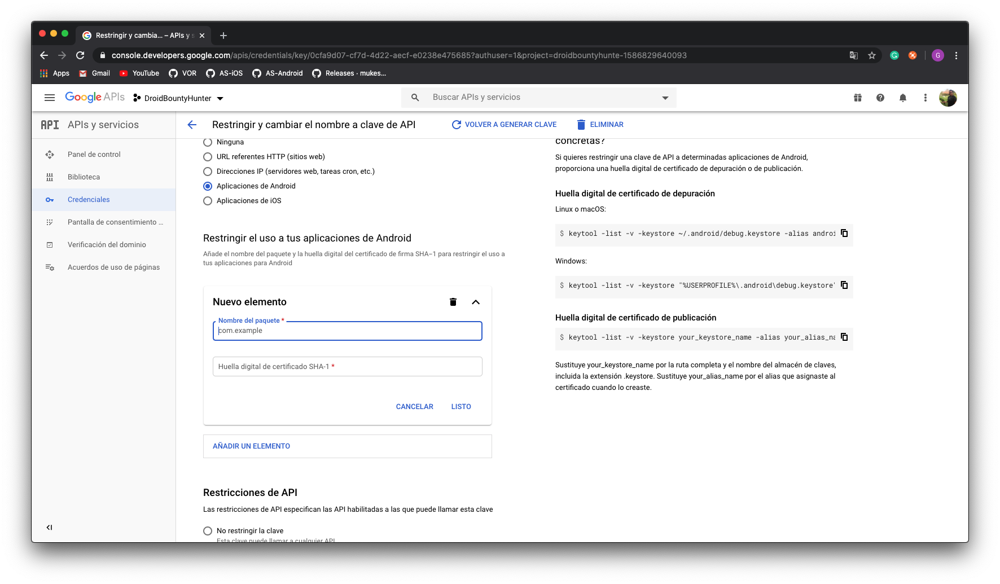 Restringir y cambia... – APIs y s
console.developers.google.com/apis/credentials/key/0cfa9d07-cf7d-4d22-aecf-e0238e475685?authuser=1&project=droidbountyhunte-1586829640093
G
Apps
Gmail
YouTube
VOR
AS-iOS
AS-Android
Releases · mukes...
Google APIs
DroidBountyHunter
Buscar APIs y servicios
API APIs y servicios
Restringir y cambiar el nombre a clave de API
VOLVER A GENERAR CLAVE
ELIMINAR
Panel de control
Biblioteca
Credenciales
Pantalla de consentimiento ...
Verificación del dominio
Acuerdos de uso de páginas
Ninguna
URL referentes HTTP (sitios web)
Direcciones IP (servidores web, tareas cron, etc.)
Aplicaciones de Android
Aplicaciones de iOS
Restringir el uso a tus aplicaciones de Android
Añade el nombre del paquete y la huella digital del certificado de firma SHA-1 para restringir el uso a
tus aplicaciones para Android
Nuevo elemento
Nombre del paquete *
com.example
Huella digital de certificado SHA-1 *
CANCELAR
LISTO
AÑADIR UN ELEMENTO
Restricciones de API
Las restricciones de API especifican las API habilitadas a las que puede llamar esta clave
No restringir la clave
Esta clave puede llamar a cualquier API
concretas?
Si quieres restringir una clave de API a determinadas aplicaciones de Android,
proporciona una huella digital de certificado de depuración o de publicación.
Huella digital de certificado de depuración
Linux o macOS:
$ keytool -list -v -keystore ~/.android/debug.keystore -alias androi
Windows:
$ keytool -list -v -keystore "%USERPROFILE%\.android\debug.keystore"
Huella digital de certificado de publicación
$ keytool -list -v -keystore your_keystore_name -alias your_alias_na
Sustituye your_keystore_name por la ruta completa y el nombre del almacén de claves,
incluida la extensión .keystore. Sustituye your_alias_name por el alias que asignaste al
certificado cuando lo creaste.